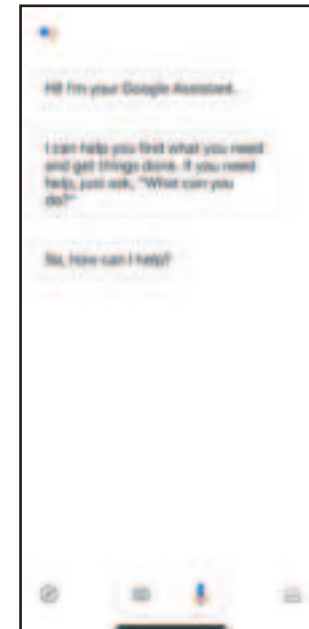 Hi! I'm your Google Assistant.
I can help you find what you need
and get things done. If you need
help, just ask, "What can you
do?"
So, how can I help?